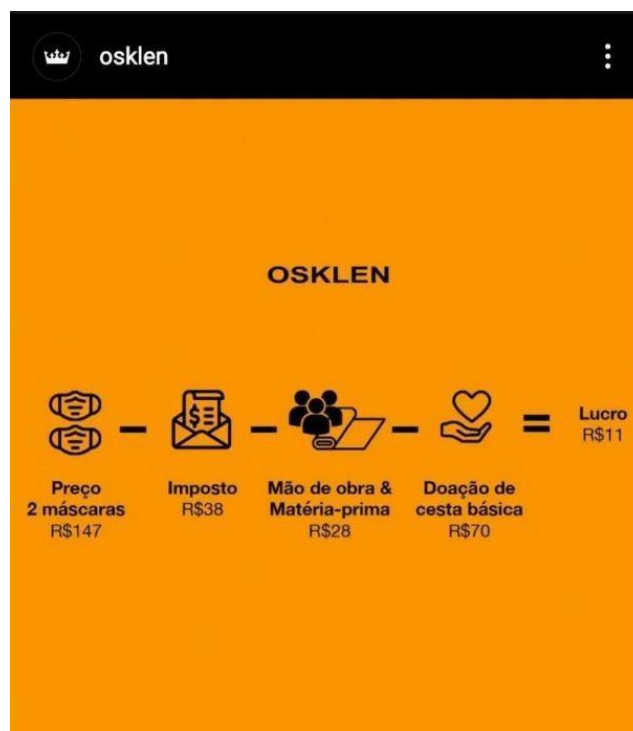 osklen
OSKLEN
Preço
2 máscaras
R$147
Imposto
R$38
Mão de obra &
Matéria-prima
R$28
Doação de
cesta básica
R$70
Lucro
R$11